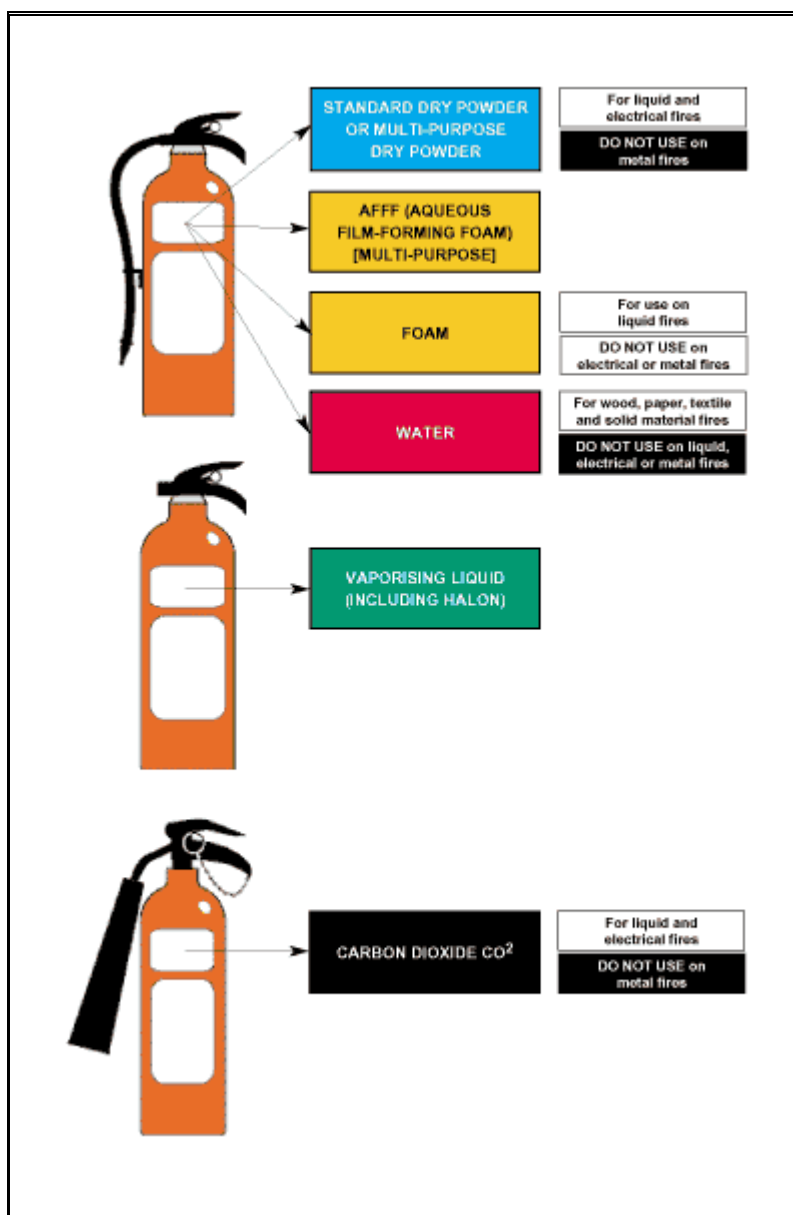 STANDARD DRY POWDER
OR MULTI-PURPOSE
DRY POWDER
For liquid and
electrical fires
DO NOT USE on
metal fires
AFFF (AQUEOUS
FILM-FORMING FOAM)
[MULTI-PURPOSE]
FOAM
For use on
liquid fires
DO NOT USE on
electrical or metal fires
WATER
For wood, paper, textile
and solid material fires
DO NOT USE on liquid,
electrical or metal fires
VAPORISING LIQUID
(INCLUDING HALON)
CARBON DIOXIDE CO²
For liquid and
electrical fires
DO NOT USE on
metal fires